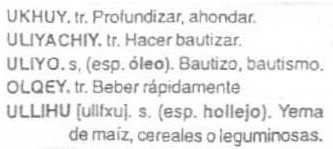 UKHUY. tr. Profundizar, ahondar.
ULIYACHIY. tr. Hacer bautizar.
ULIYO. s. (esp. óleo). Bautizo, bautismo.
OLQEY. tr. Beber rápidamente
ULLIHU [ullíxu]. s. (esp. hollejo). Yema
de maíz, cereales o leguminosas.